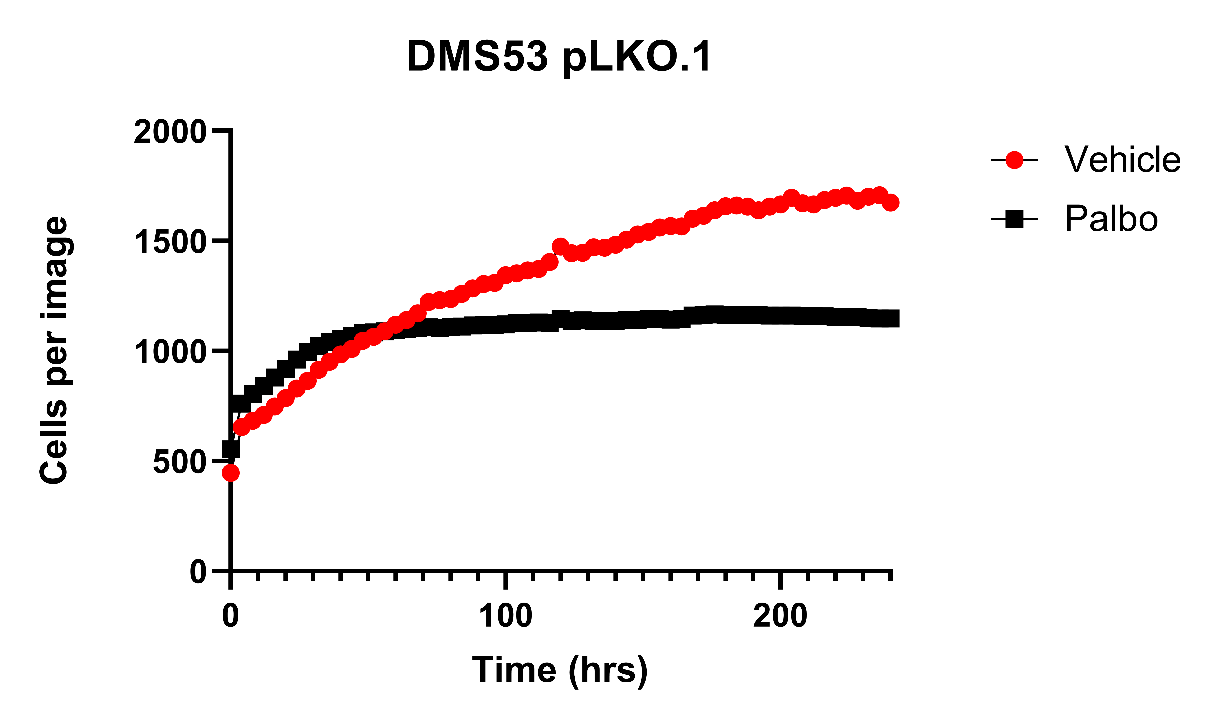 DMS53 pLKO.1
2000
1500
1000
500
0
Cells per image
0 100 200
Time (hrs)
Vehicle
Palbo